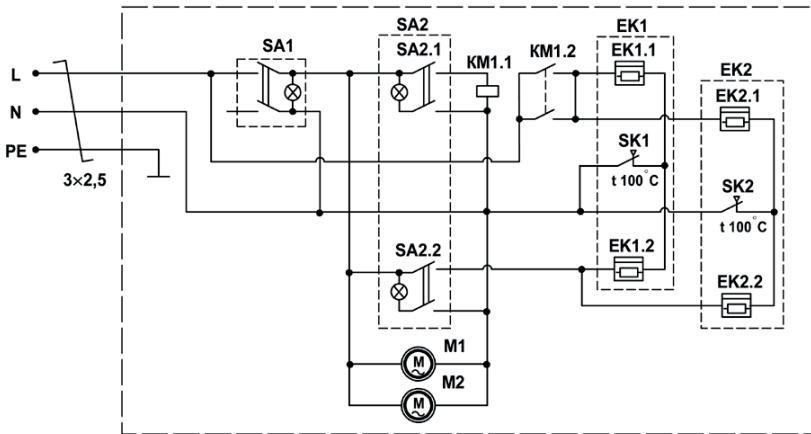 SA1
SA2
SA2.1
KM1.1
KM1.2
EK1
EK1.1
EK2
EK2.1
L
N
PE
3×2,5
SK1
t 100°C
SK2
t 100°C
SA2.2
EK1.2
EK2.2
M1
M
M2
M